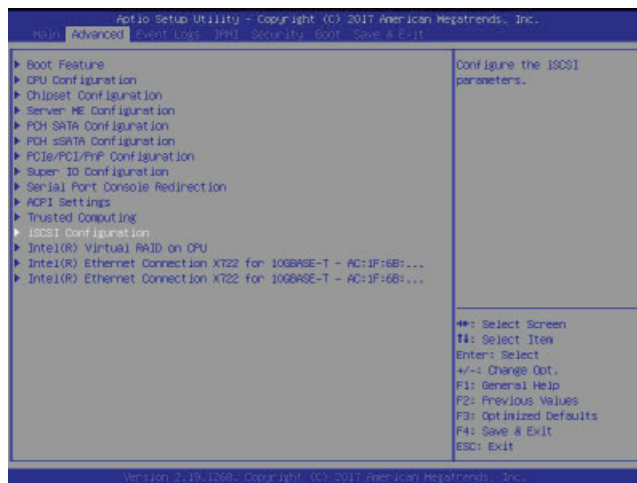 Aptio Setup Utility - Copyright (C) 2017 American Megatrends, Inc.
Main Advanced Event Logs IPMI Security Boot Save & Exit
Boot Feature
CPU Configuration
Chipset Configuration
Server ME Configuration
PCH SATA Configuration
PCH sSATA Configuration
PCIe/PCI/PnP Configuration
Super IO Configuration
Serial Port Console Redirection
ACPI Settings
Trusted Computing
iSCSI Configuration
Intel(R) Virtual RAID on CPU
Intel(R) Ethernet Connection X722 for 10GBASE-T - AC:1F:6B:...
Intel(R) Ethernet Connection X722 for 10GBASE-T - AC:1F:6B:...
Configure the iSCSI
parameters.
: Select Screen
: Select Item
Enter: Select
+/-: Change Opt.
F1: General Help
F2: Previous Values
F3: Optimized Defaults
F4: Save & Exit
ESC: Exit
Version 2.19.1268. Copyright (C) 2017 American Megatrends, Inc.